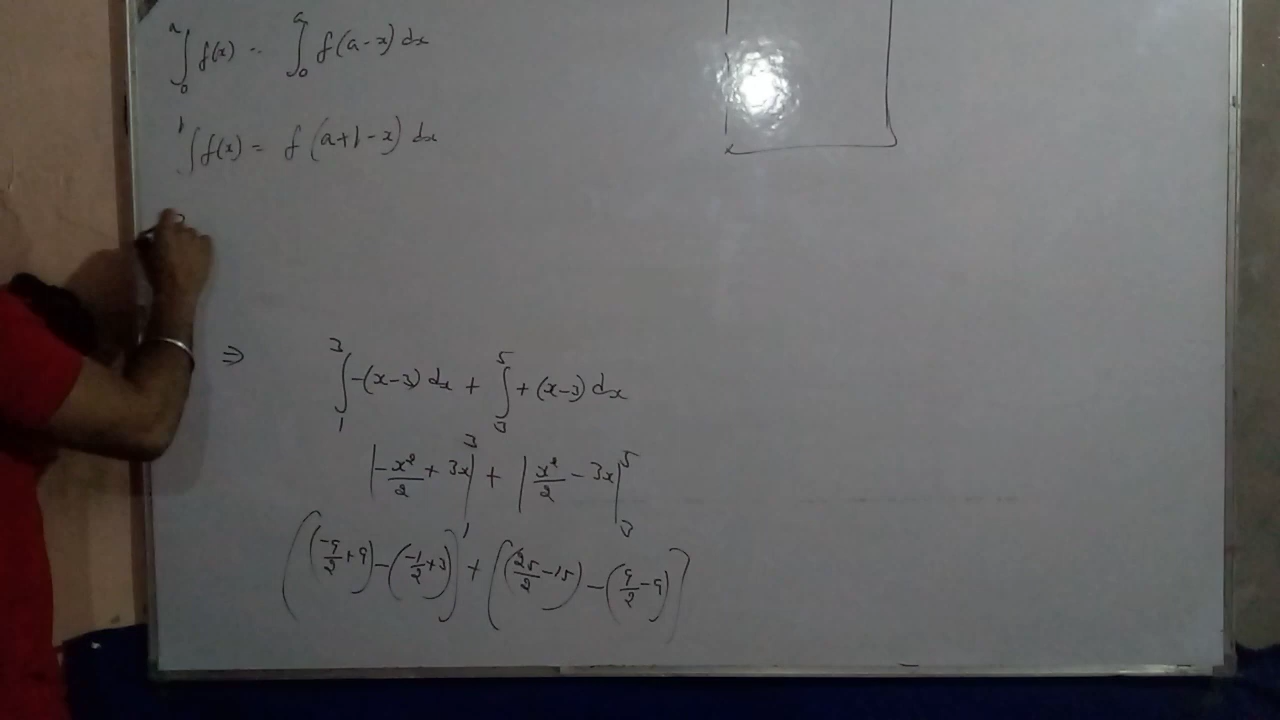 ∫₀ᵃ f(x) = ∫₀ᵃ f(a-x) dx
∫ f(x) = f(a+b-x) dx
⇒ ∫₁³ -(x-3) dx + ∫₃⁵ +(x-3) dx
|-x²/2 + 3x|₁³ + |x²/2 - 3x|₃⁵
((-9/2 + 9) - (-1/2 + 3)) + ((25/2 - 15) - (9/2 - 9))